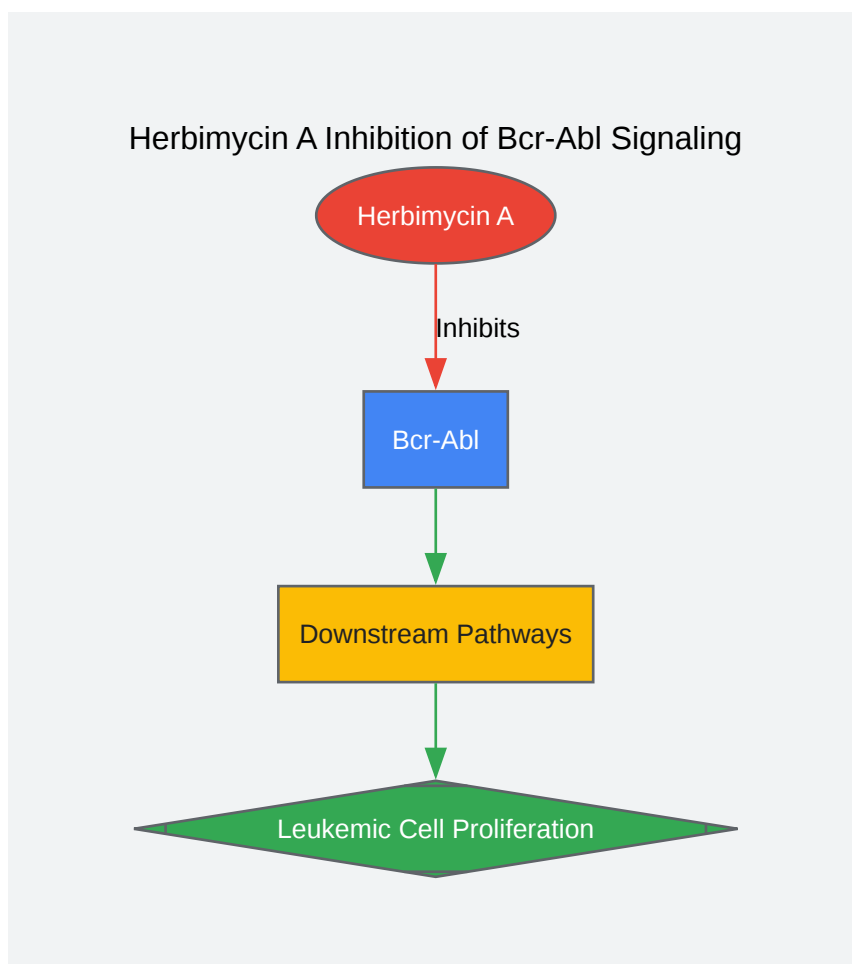 Herbimycin A Inhibition of Bcr-Abl Signaling
Herbimycin A
Inhibits
Bcr-Abl
Downstream Pathways
Leukemic Cell Proliferation